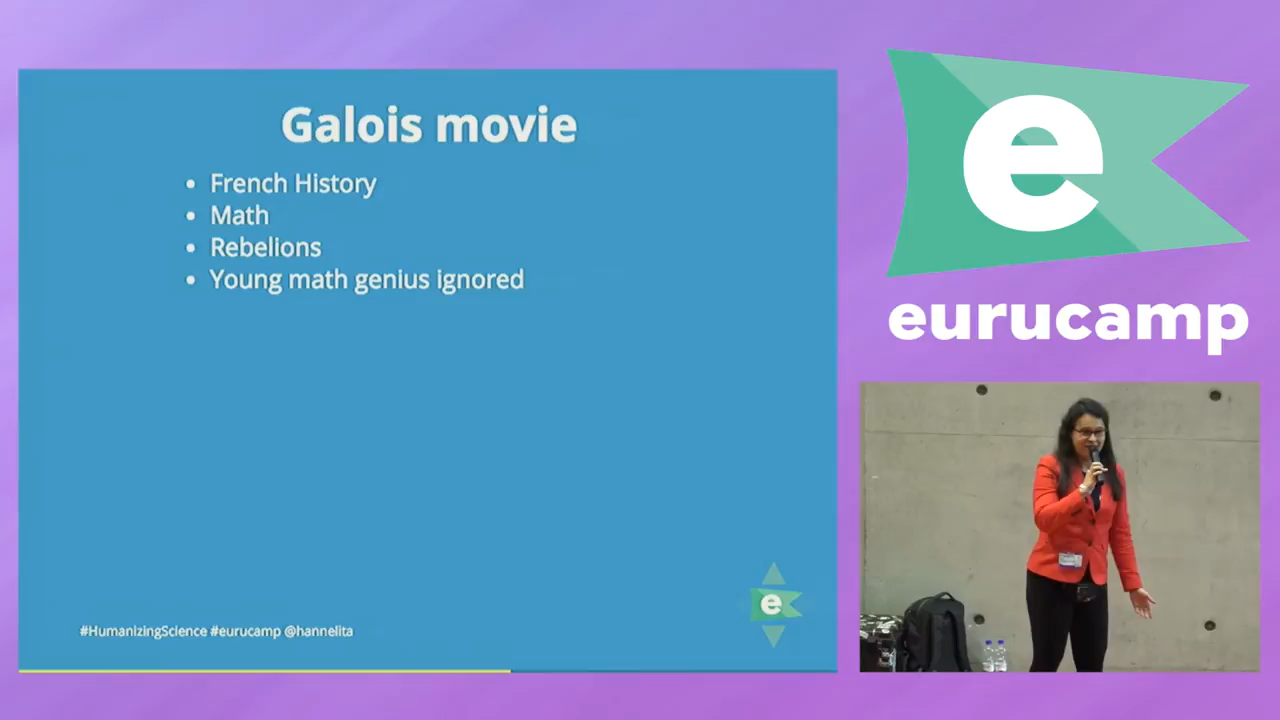 Galois movie
French History
Math
Rebelions
Young math genius ignored
e
#HumanizingScience #eurucamp @hannelita
e
eurucamp